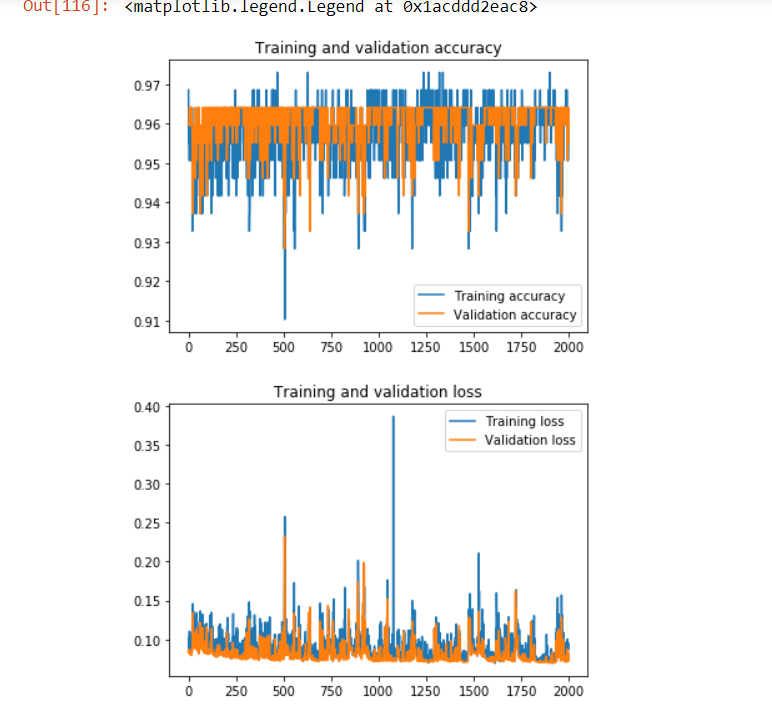 Out[116]: <matplotlib.legend.Legend at 0x1acddd2eac8>
Training and validation accuracy
0.97
0.96
0.95
0.94
0.93
0.92
0.91
Training accuracy
Validation accuracy
0 250 500 750 1000 1250 1500 1750 2000
Training and validation loss
0.40
0.35
0.30
0.25
0.20
0.15
0.10
Training loss
Validation loss
0 250 500 750 1000 1250 1500 1750 2000